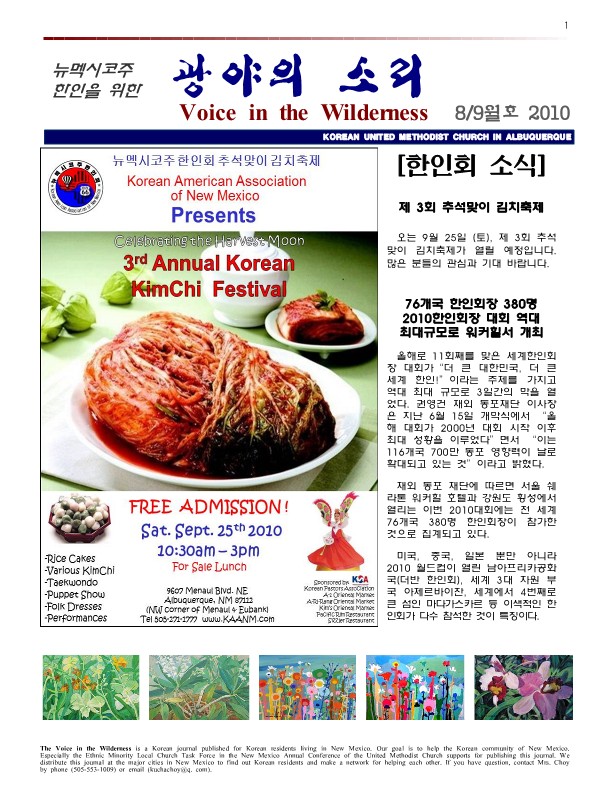 1
뉴멕시코주
한인을 위한
광야의 소리
Voice in the Wilderness
8/9월호 2010
KOREAN UNITED METHODIST CHURCH IN ALBUQUERQUE
뉴멕시코주한인회 추석맞이 김치축제
Korean American Association
of New Mexico
Presents
Celebrating the Harvest Moon
3rd Annual Korean
KimChi Festival
FREE ADMISSION!
Sat. Sept. 25th 2010
10:30am – 3pm
For Sale Lunch
9607 Menaul Blvd. NE
Albuquerque, NM 87112
(NW corner of Menaul & Eubank)
Tel 505-271-1777 www.KAANM.com
-Rice Cakes
-Various KimChi
-Taekwondo
-Puppet Show
-Folk Dresses
-Performances
Sponsored by KSA
Korean Pastors Association
A-1 Oriental Market
A-Ri-Rang Oriental Market
Kim's Oriental Market
Pacific Rim Restaurant
[한인회 소식]
제 3회 추석맞이 김치축제
오는 9월 25일 (토), 제 3회 추석
맞이 김치축제가 열릴 예정입니다.
많은 분들의 관심과 기대 바랍니다.
76개국 한인회장 380명
2010한인회장 대회 역대
최대규모로 워커힐서 개최
올해로 11회째를 맞은 세계한인회
장 대회가 “더 큰 대한민국, 더 큰
세계 한인!” 이라는 주제를 가지고
역대 최대 규모로 3일간의 막을 열
었다. 권영건 재외 동포재단 이사장
은 지난 6월 15일 개막식에서 “올
해 대회가 2000년 대회 시작 이후
최대 성황을 이루었다” 면서 “이는
116개국 700만 동포 영향력이 날로
확대되고 있는 것” 이라고 밝혔다.
재외 동포 재단에 따르면 서울 쉐
라톤 워커힐 호텔과 강원도 횡성에서
열리는 이번 2010대회에는 전 세계
76개국 380명 한인회장이 참가한
것으로 집계되고 있다.
미국, 중국, 일본 뿐만 아니라
2010 월드컵이 열린 남아프리카공화
국(더반 한인회), 세계 3대 자원 부
국 아제르바이잔, 세계에서 4번째로
큰 섬인 마다가스카르 등 이색적인 한
인회가 다수 참석한 것이 특징이다.
The Voice in the Wilderness is a Korean journal published for Korean residents living in New Mexico. Our goal is to help the Korean community of New Mexico.
Especially the Ethnic Minority Local Church Task Force in the New Mexico Annual Conference of the United Methodist Church supports for publishing this journal. We
distribute this journal at the major cities in New Mexico to find out Korean residents and make a network for helping each other. If you have question, contact Mrs. Choy
by phone (505-553-1009) or email (kuchachoy@q. com).